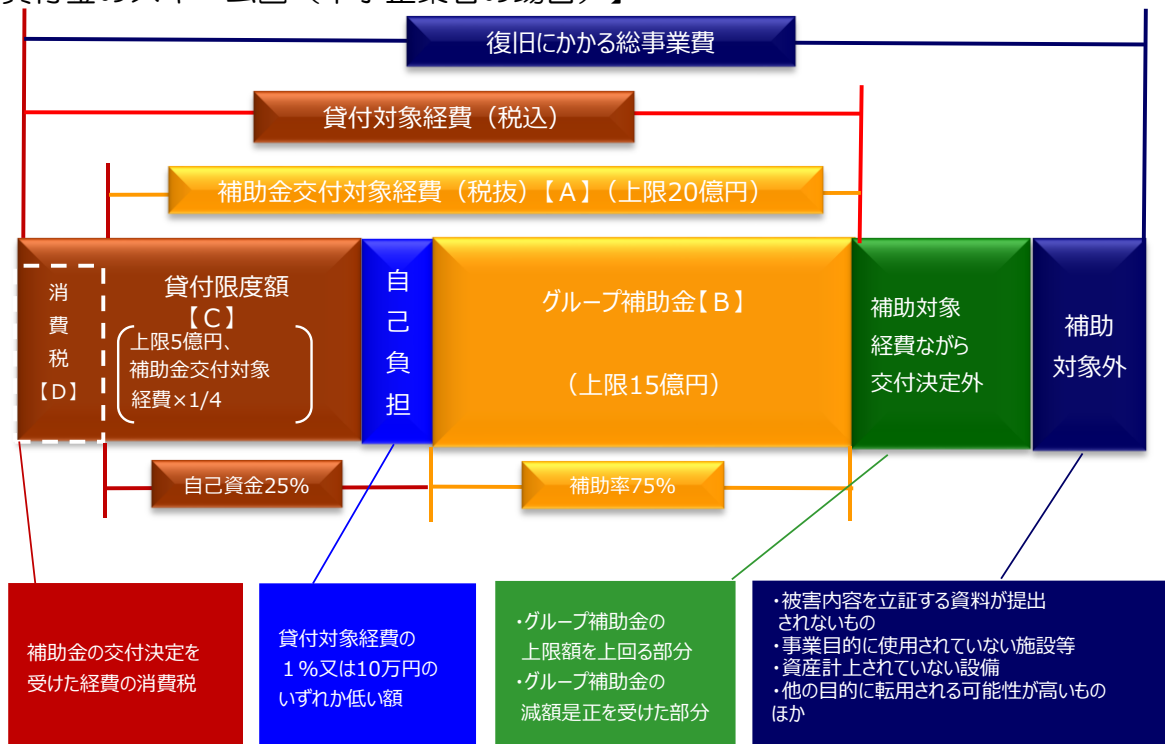 復旧にかかる総事業費
貸付対象経費（税込）
補助金交付対象経費（税抜）【Ａ】（上限20億円）
消
費
税
【Ｄ】
貸付限度額
【Ｃ】
上限5億円、
補助金交付対象
経費×1/4
自
己
負
担
グループ補助金【Ｂ】
（上限15億円）
補助対象
経費ながら
交付決定外
補助
対象外
自己資金25%
補助率75%
補助金の交付決定を
受けた経費の消費税
貸付対象経費の
１％又は10万円の
いずれか低い額
・グループ補助金の
上限額を上回る部分
・グループ補助金の
減額是正を受けた部分
・被害内容を立証する資料が提出
されないもの
・事業目的に使用されていない施設等
・資産計上されていない設備
・他の目的に転用される可能性が高いもの
ほか